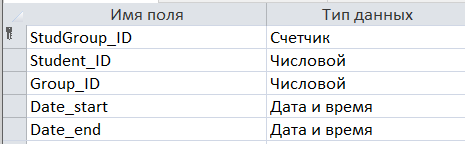 Имя поля Тип данных
StudGroup_ID Счетчик
Student_ID Числовой
Group_ID Числовой
Date_start Дата и время
Date_end Дата и время